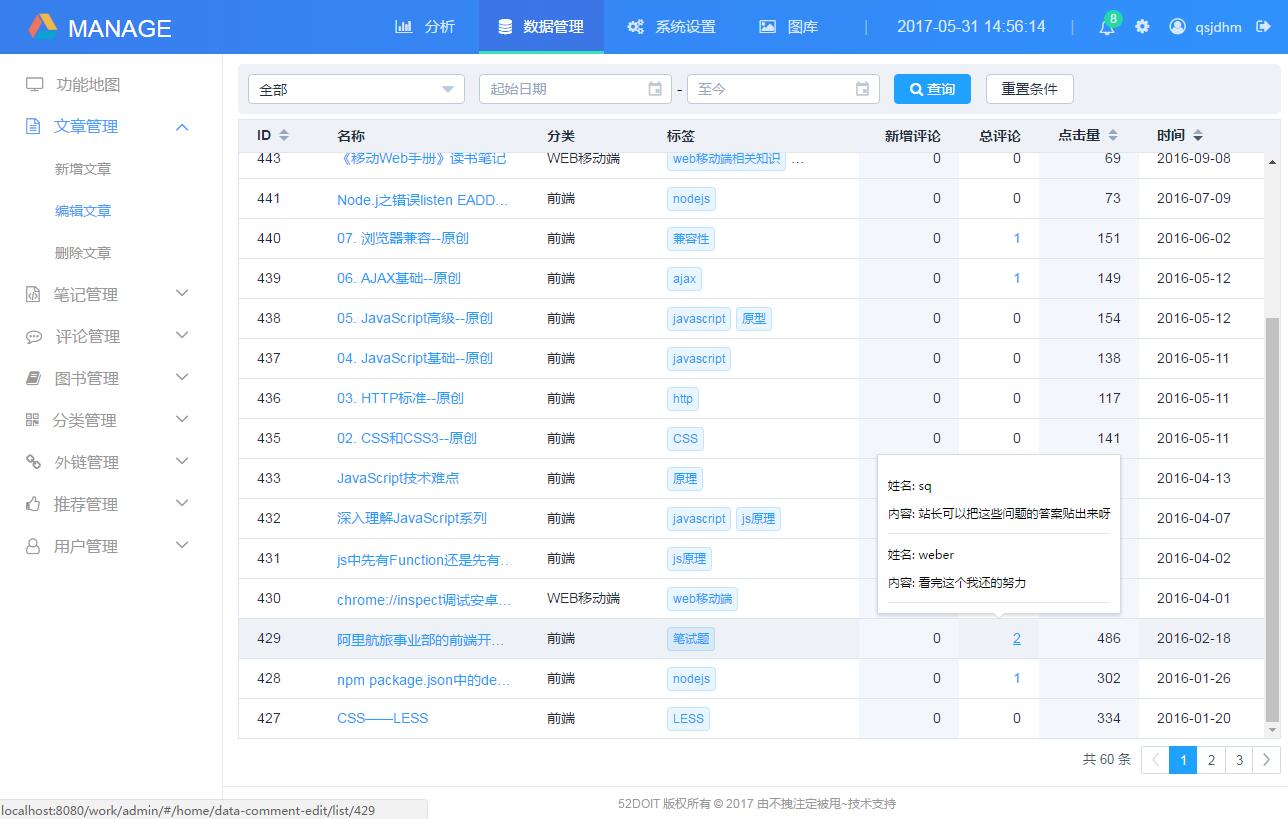 MANAGE 分析 数据管理 系统设置 图库 | 2017-05-31 14:56:14 | 8 qsjdhm
功能地图
文章管理
新增文章
编辑文章
删除文章
笔记管理
评论管理
图书管理
分类管理
外链管理
推荐管理
用户管理
全部 起始日期 - 至今 查询 重置条件
ID 名称 分类 标签 新增评论 总评论 点击量 时间
443 《移动Web手册》读书笔记 WEB移动端 web移动端相关知识 ... 0 0 69 2016-09-08
441 Node.j之错误listen EADD... 前端 nodejs 0 0 73 2016-07-09
440 07. 浏览器兼容--原创 前端 兼容性 0 1 151 2016-06-02
439 06. AJAX基础--原创 前端 ajax 0 1 149 2016-05-12
438 05. JavaScript高级--原创 前端 javascript 原型 0 0 154 2016-05-12
437 04. JavaScript基础--原创 前端 javascript 0 0 138 2016-05-11
436 03. HTTP标准--原创 前端 http 0 0 117 2016-05-11
435 02. CSS和CSS3--原创 前端 CSS 0 0 141 2016-05-11
433 JavaScript技术难点 前端 原理 2016-04-13
432 深入理解JavaScript系列 前端 javascript js原理 2016-04-07
431 js中先有Function还是先有... 前端 js原理 2016-04-02
430 chrome://inspect调试安卓... WEB移动端 web移动端 2016-04-01
姓名: sq
内容: 站长可以把这些问题的答案贴出来呀
姓名: weber
内容: 看完这个我还的努力
429 阿里航旅事业部的前端开... 前端 笔试题 0 2 486 2016-02-18
428 npm package.json中的de... 前端 nodejs 0 1 302 2016-01-26
427 CSS——LESS 前端 LESS 0 0 334 2016-01-20
共 60 条 1 2 3
52DOIT 版权所有 © 2017 由不拽注定被甩~技术支持
localhost:8080/work/admin/#/home/data-comment-edit/list/429